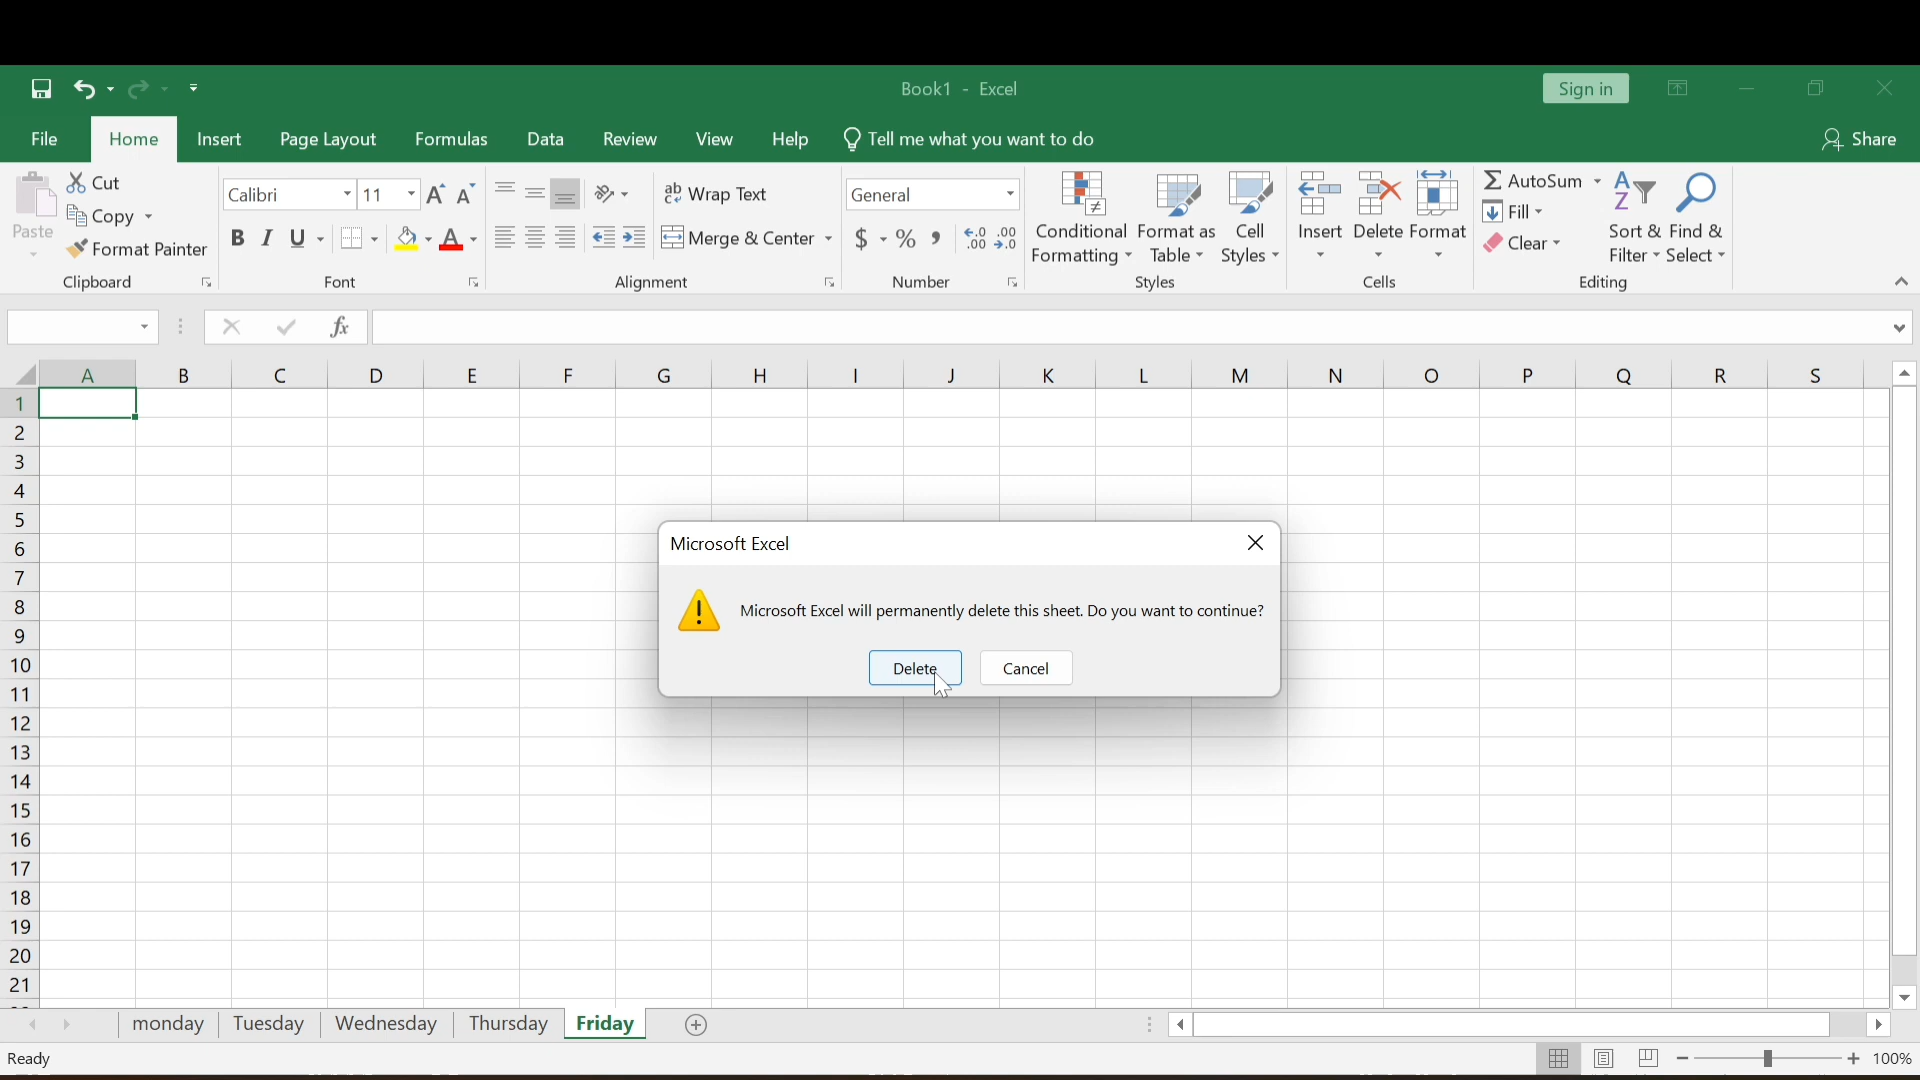 Book1 - Excel
Sign in
File Home Insert Page Layout Formulas Data Review View Help Tell me what you want to do Share
Paste
Cut
Copy
Format Painter
Clipboard
Calibri 11
B I U
Font
Wrap Text
Merge & Center
Alignment
General
$ % ,
Number
Conditional Formatting
Format as Table
Cell Styles
Styles
Insert
Delete
Format
Cells
AutoSum
Fill
Clear
Sort & Filter
Find & Select
Editing
fx
A B C D E F G H I J K L M N O P Q R S
1
2
3
4
5
6
7
8
9
10
11
12
13
14
15
16
17
18
19
20
21
Microsoft Excel
Microsoft Excel will permanently delete this sheet. Do you want to continue?
Delete Cancel
monday Tuesday Wednesday Thursday Friday
Ready
100%